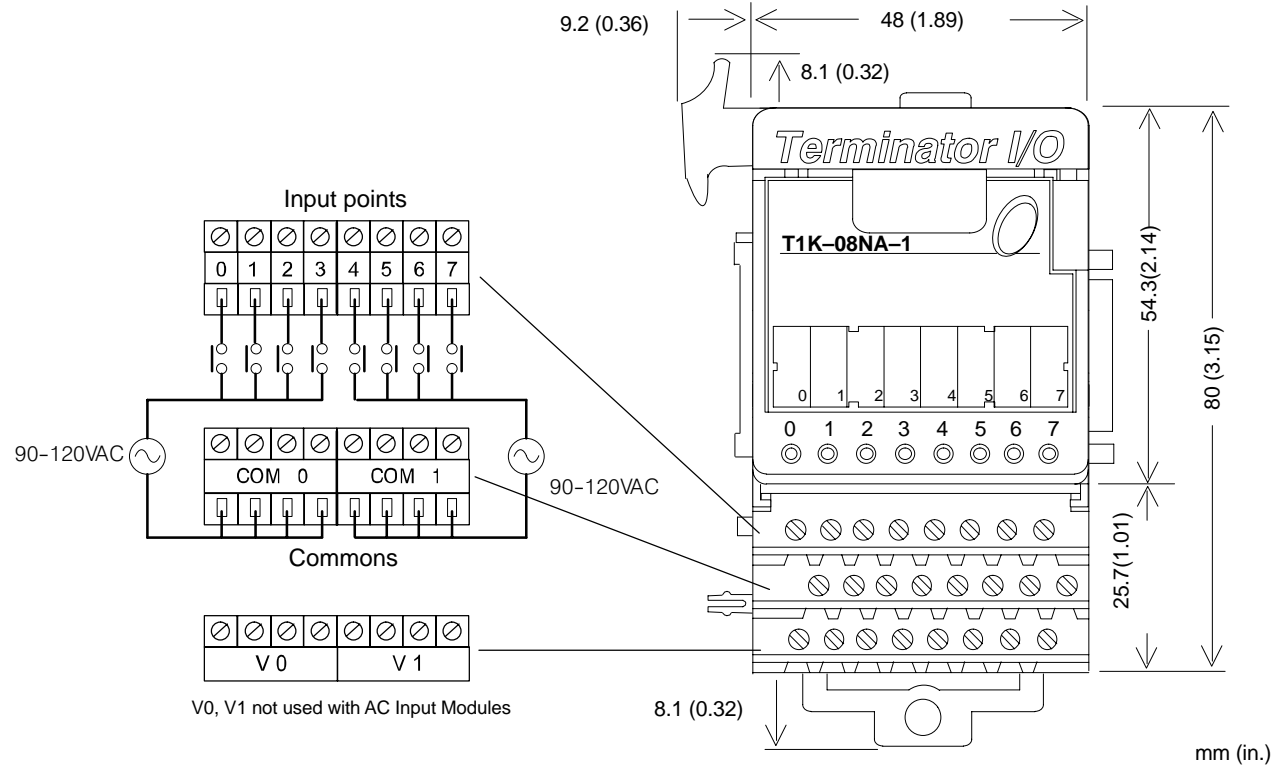 9.2 (0.36)
48 (1.89)
8.1 (0.32)
Terminator I/O
T1K–08NA–1
54.3(2.14)
80 (3.15)
0 1 2 3 4 5 6 7
0 1 2 3 4 5 6 7
25.7(1.01)
8.1 (0.32)
mm (in.)
Input points
0 1 2 3 4 5 6 7
90-120VAC
COM 0 COM 1
90-120VAC
Commons
V 0 V 1
V0, V1 not used with AC Input Modules